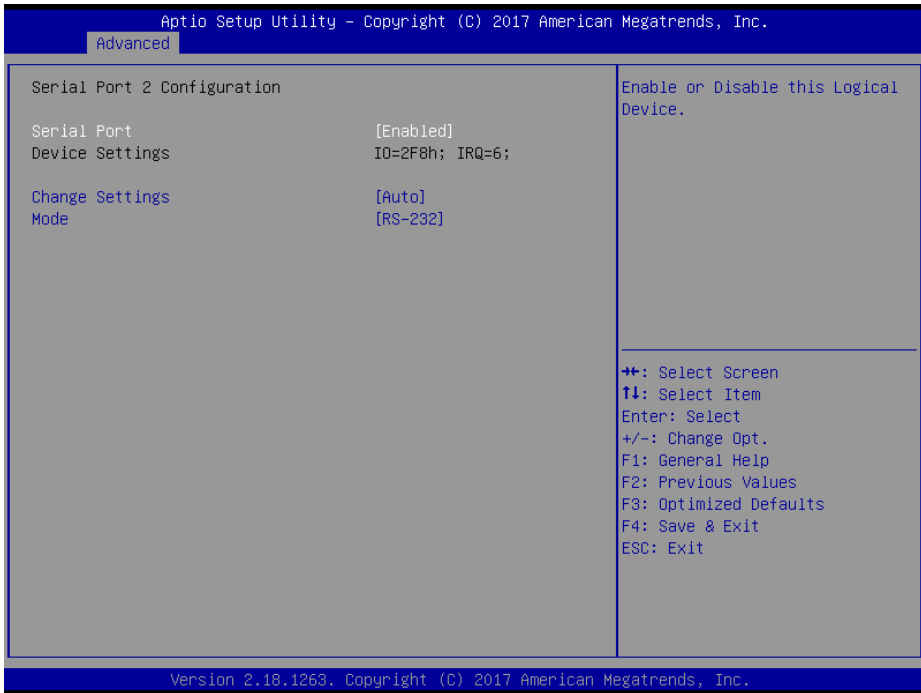 Aptio Setup Utility – Copyright (C) 2017 American Megatrends, Inc.
Advanced
Serial Port 2 Configuration
Serial Port [Enabled]
Device Settings IO=2F8h; IRQ=6;
Change Settings [Auto]
Mode [RS-232]
Enable or Disable this Logical
Device.
→←: Select Screen
↑↓: Select Item
Enter: Select
+/-: Change Opt.
F1: General Help
F2: Previous Values
F3: Optimized Defaults
F4: Save & Exit
ESC: Exit
Version 2.18.1263. Copyright (C) 2017 American Megatrends, Inc.